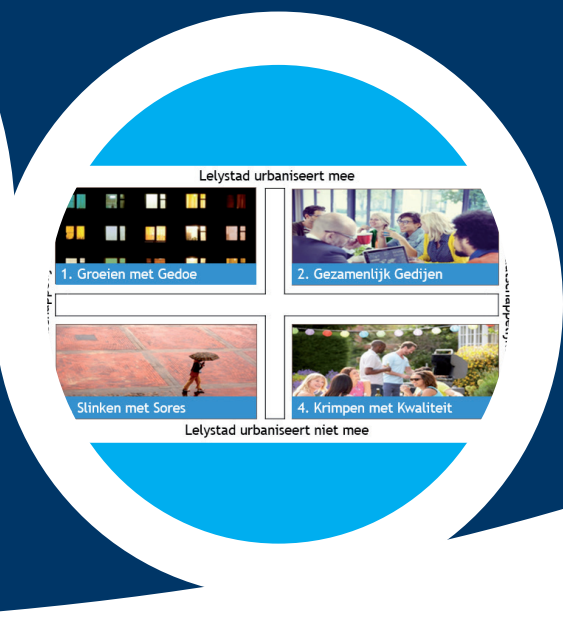 Lelystad urbaniseert mee
1. Groeien met Gedoe
2. Gezamenlijk Gedijen
Slinken met Sores
4. Krimpen met Kwaliteit
Lelystad urbaniseert niet mee